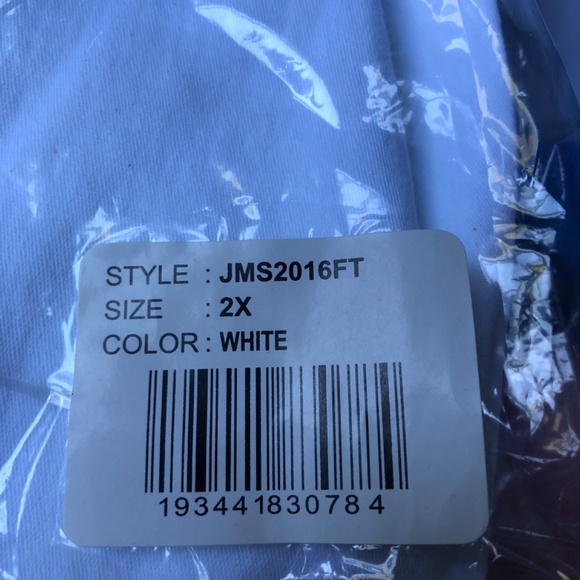 STYLE : JMS2016FT
SIZE : 2X
COLOR : WHITE
193441830784